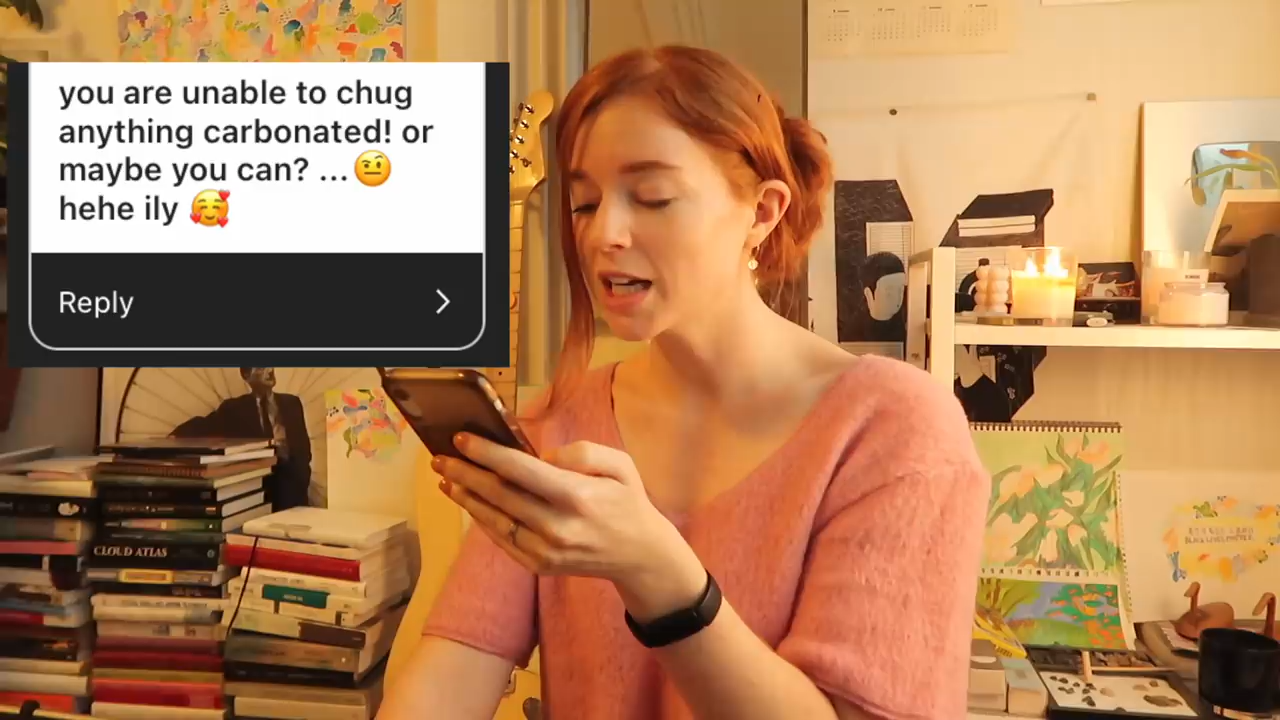 you are unable to chug
anything carbonated! or
maybe you can? ...🤨
hehe ily 🥰
Reply
CLOUD ATLAS